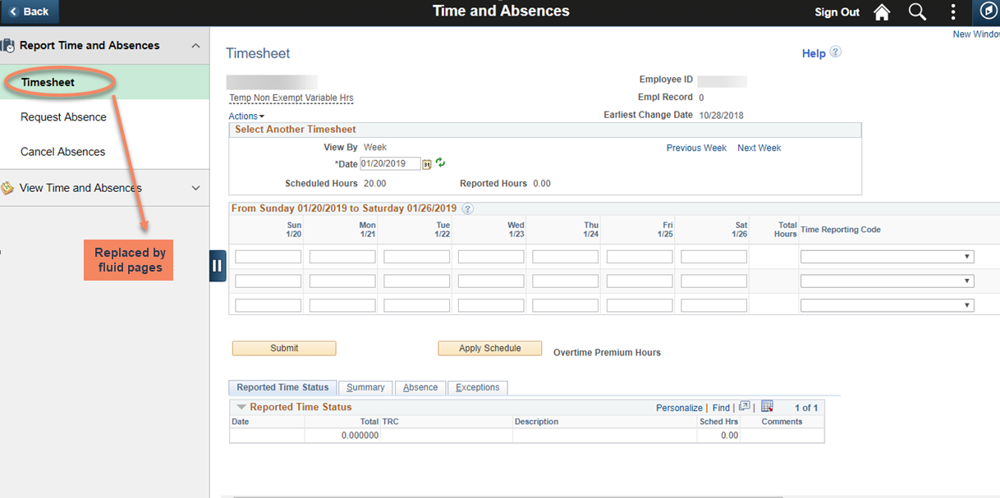 Back
Time and Absences
Sign Out
New Windo
Report Time and Absences
Timesheet
Request Absence
Cancel Absences
View Time and Absences
Replaced by
fluid pages
Timesheet
Help ?
Employee ID
Temp Non Exempt Variable Hrs
Empl Record 0
Actions
Earliest Change Date 10/28/2018
Select Another Timesheet
View By Week
Previous Week Next Week
*Date 01/20/2019 31
Scheduled Hours 20.00 Reported Hours 0.00
From Sunday 01/20/2019 to Saturday 01/26/2019 ?
Sun Mon Tue Wed Thu Fri Sat Total
1/20 1/21 1/22 1/23 1/24 1/25 1/26 Hours Time Reporting Code
Submit Apply Schedule Overtime Premium Hours
Reported Time Status Summary Absence Exceptions
Reported Time Status Personalize | Find | | 1 of 1
Date Total TRC Description Sched Hrs Comments
0.000000 0.00